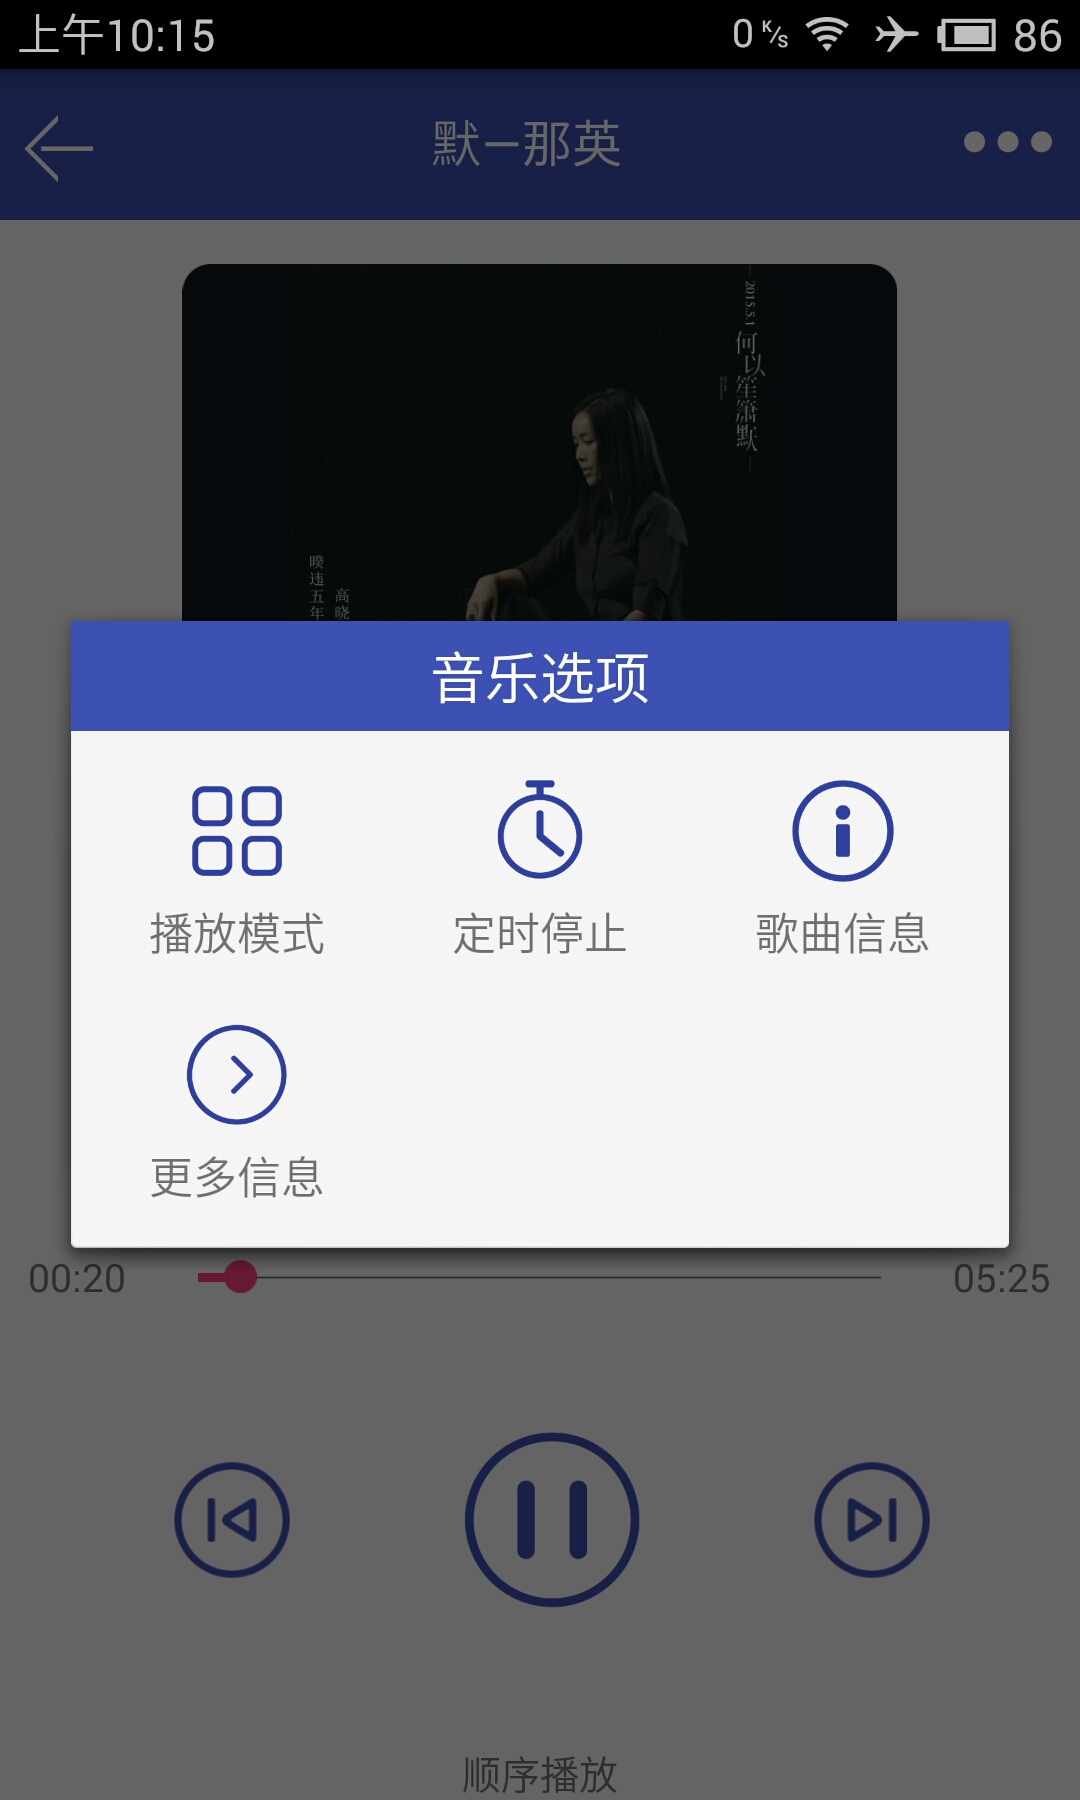 上午10:15
0 K/s
86
默—那英
2015.5.1
何以笙箫默
暌违五年
高晓
音乐选项
播放模式
定时停止
歌曲信息
更多信息
00:20
05:25
顺序播放